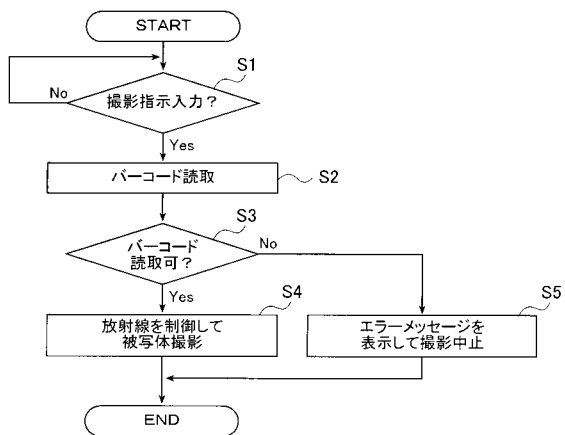 START
S1
撮影指示入力？
No
Yes
バーコード読取
S2
S3
バーコード
読取可？
No
Yes
S4
放射線を制御して
被写体撮影
S5
エラーメッセージを
表示して撮影中止
END